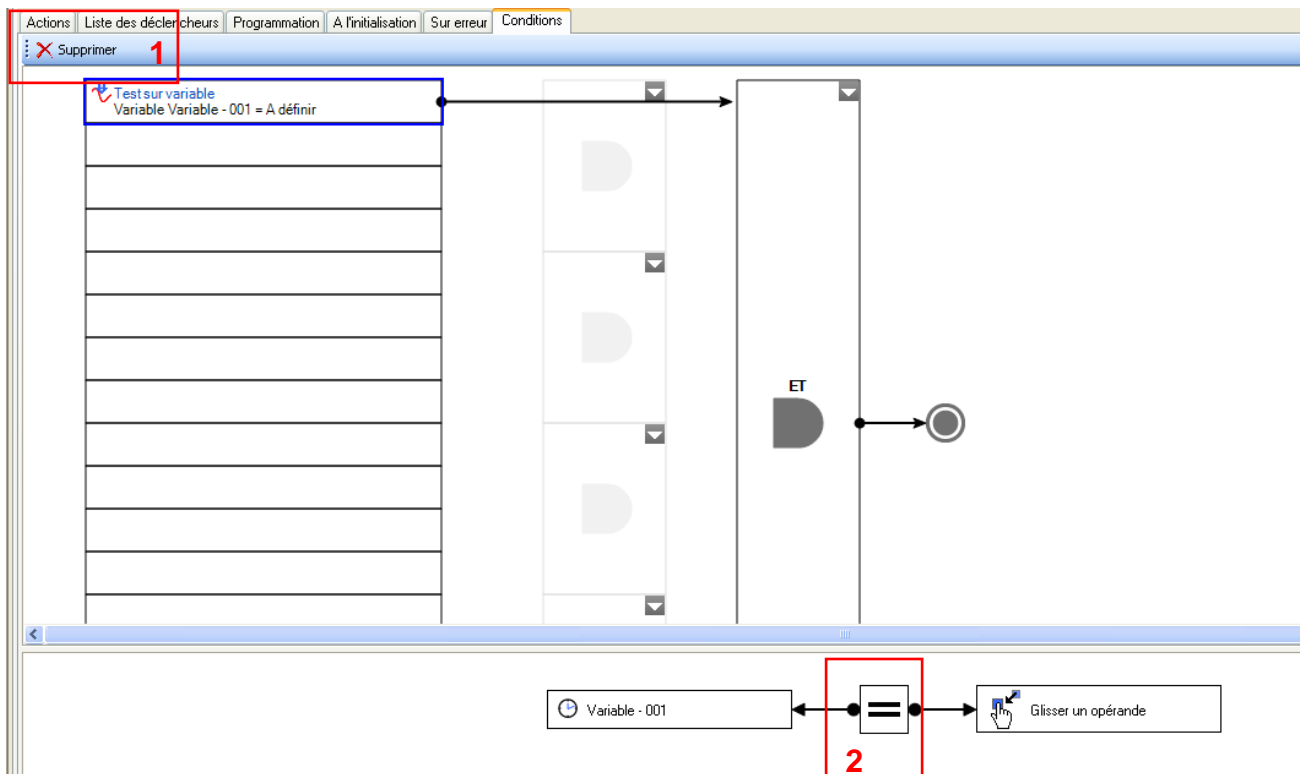 Actions Liste des déclencheurs Programmation A l'initialisation Sur erreur Conditions
Supprimer 1
Test sur variable
Variable Variable - 001 = A définir
ET
Variable - 001 = Glisser un opérande
2